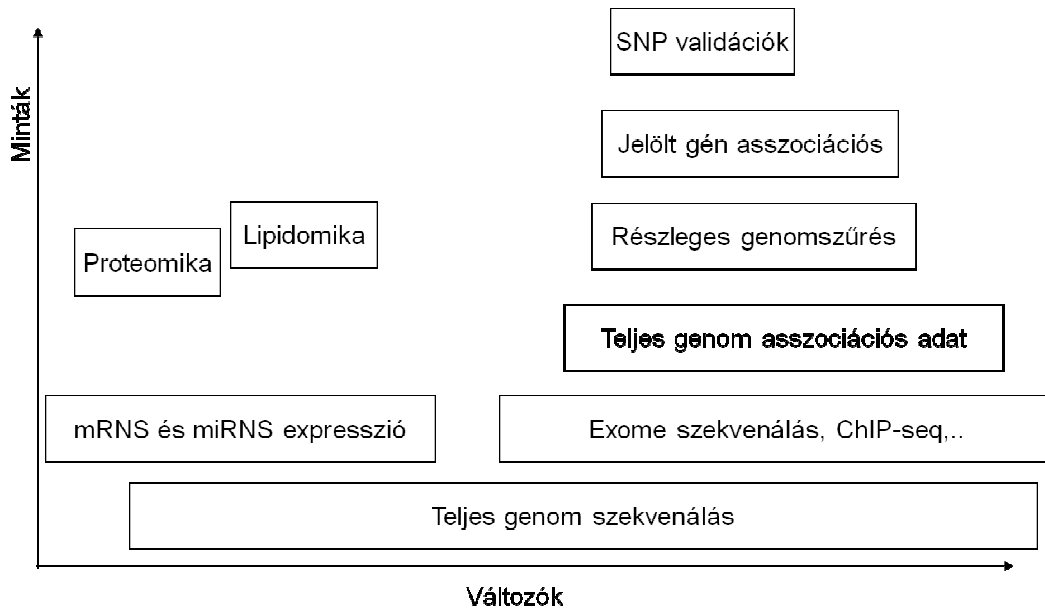 SNP validációk
Minták
Jelölt gén asszociációs
Lipidomika
Részleges genomszűrés
Proteomika
Teljes genom asszociációs adat
mRNS és miRNS expresszió
Exome szekvenálás, ChIP-seq,..
Teljes genom szekvenálás
Változók